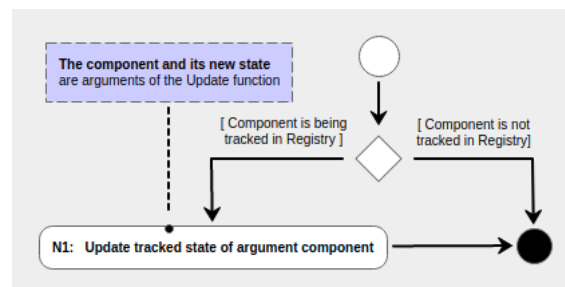 The component and its new state
are arguments of the Update function
[ Component is being
tracked in Registry ]
[ Component is not
tracked in Registry]
N1: Update tracked state of argument component